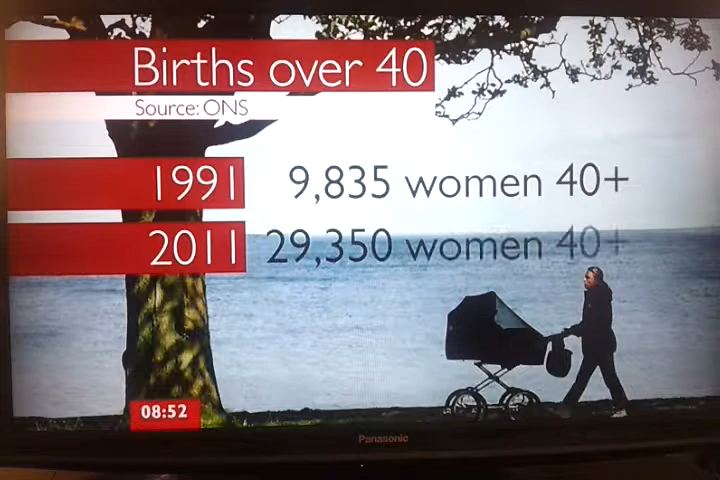 Births over 40
Source: ONS
1991 9,835 women 40+
2011 29,350 women 40+
08:52
Panasonic